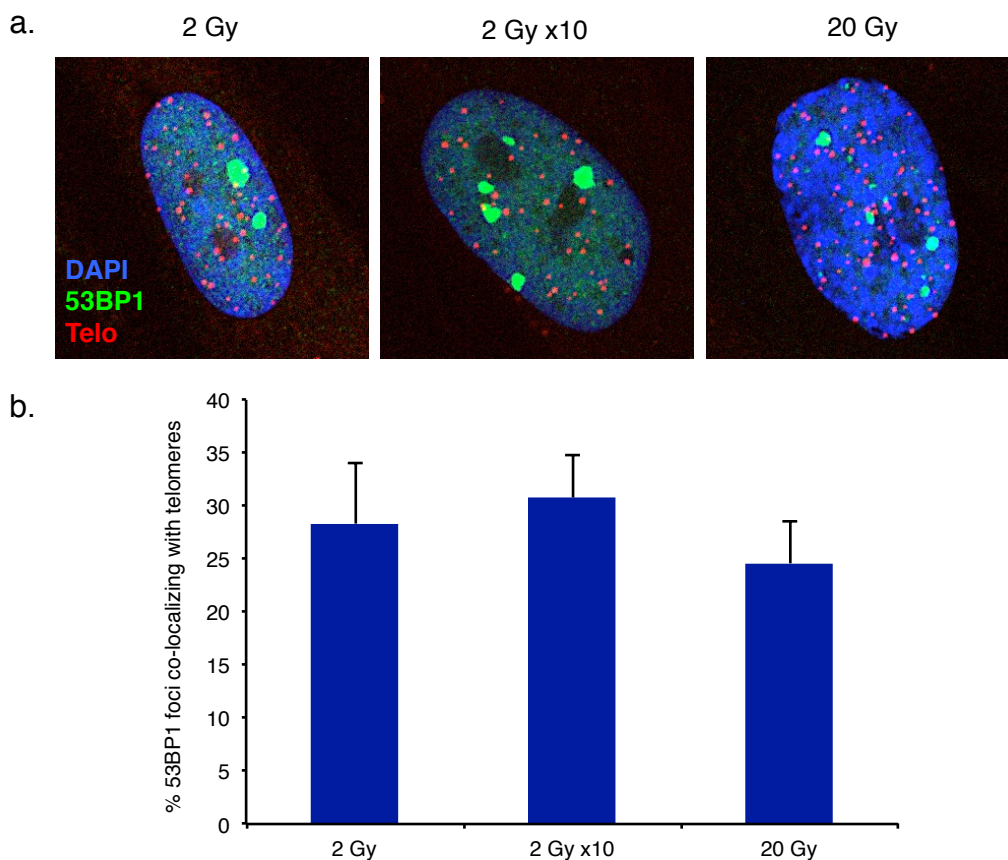 a.
2 Gy
2 Gy x10
20 Gy
DAPI
53BP1
Telo
b.
% 53BP1 foci co-localizing with telomeres
40
35
30
25
20
15
10
5
0
2 Gy
2 Gy x10
20 Gy